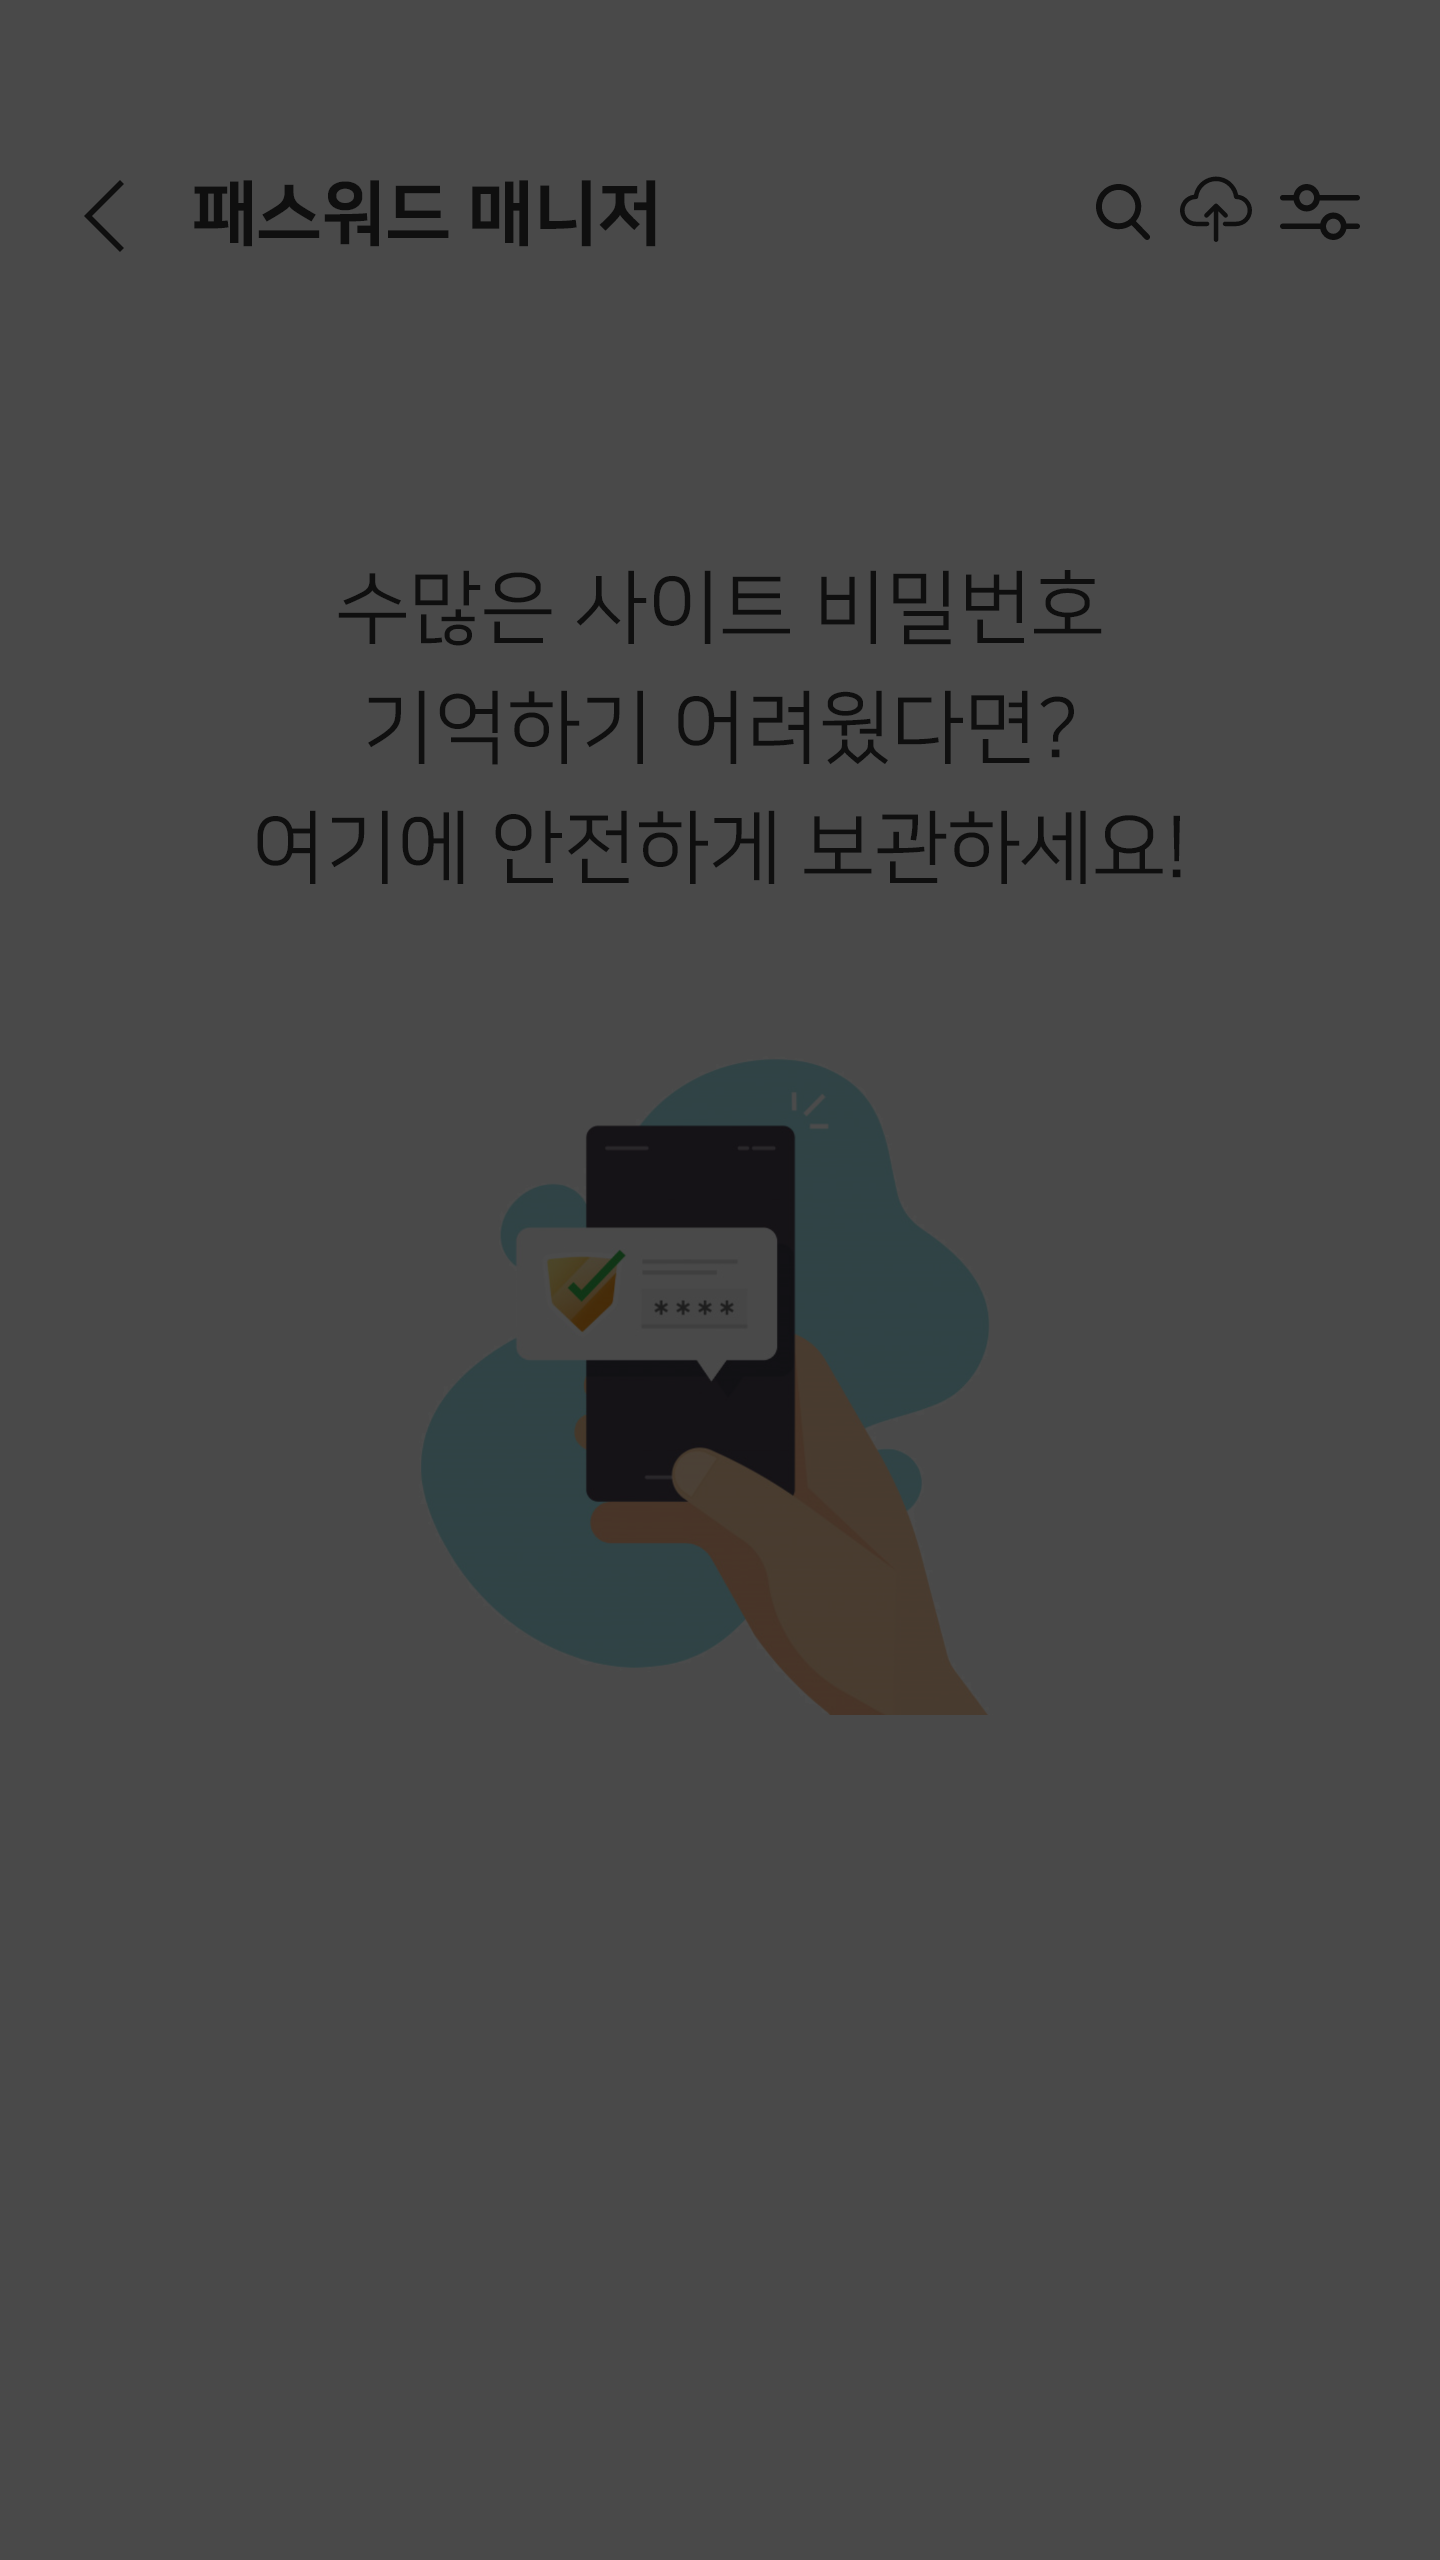 패스워드 매니저
수많은 사이트 비밀번호
기억하기 어려웠다면?
여기에 안전하게 보관하세요!
****